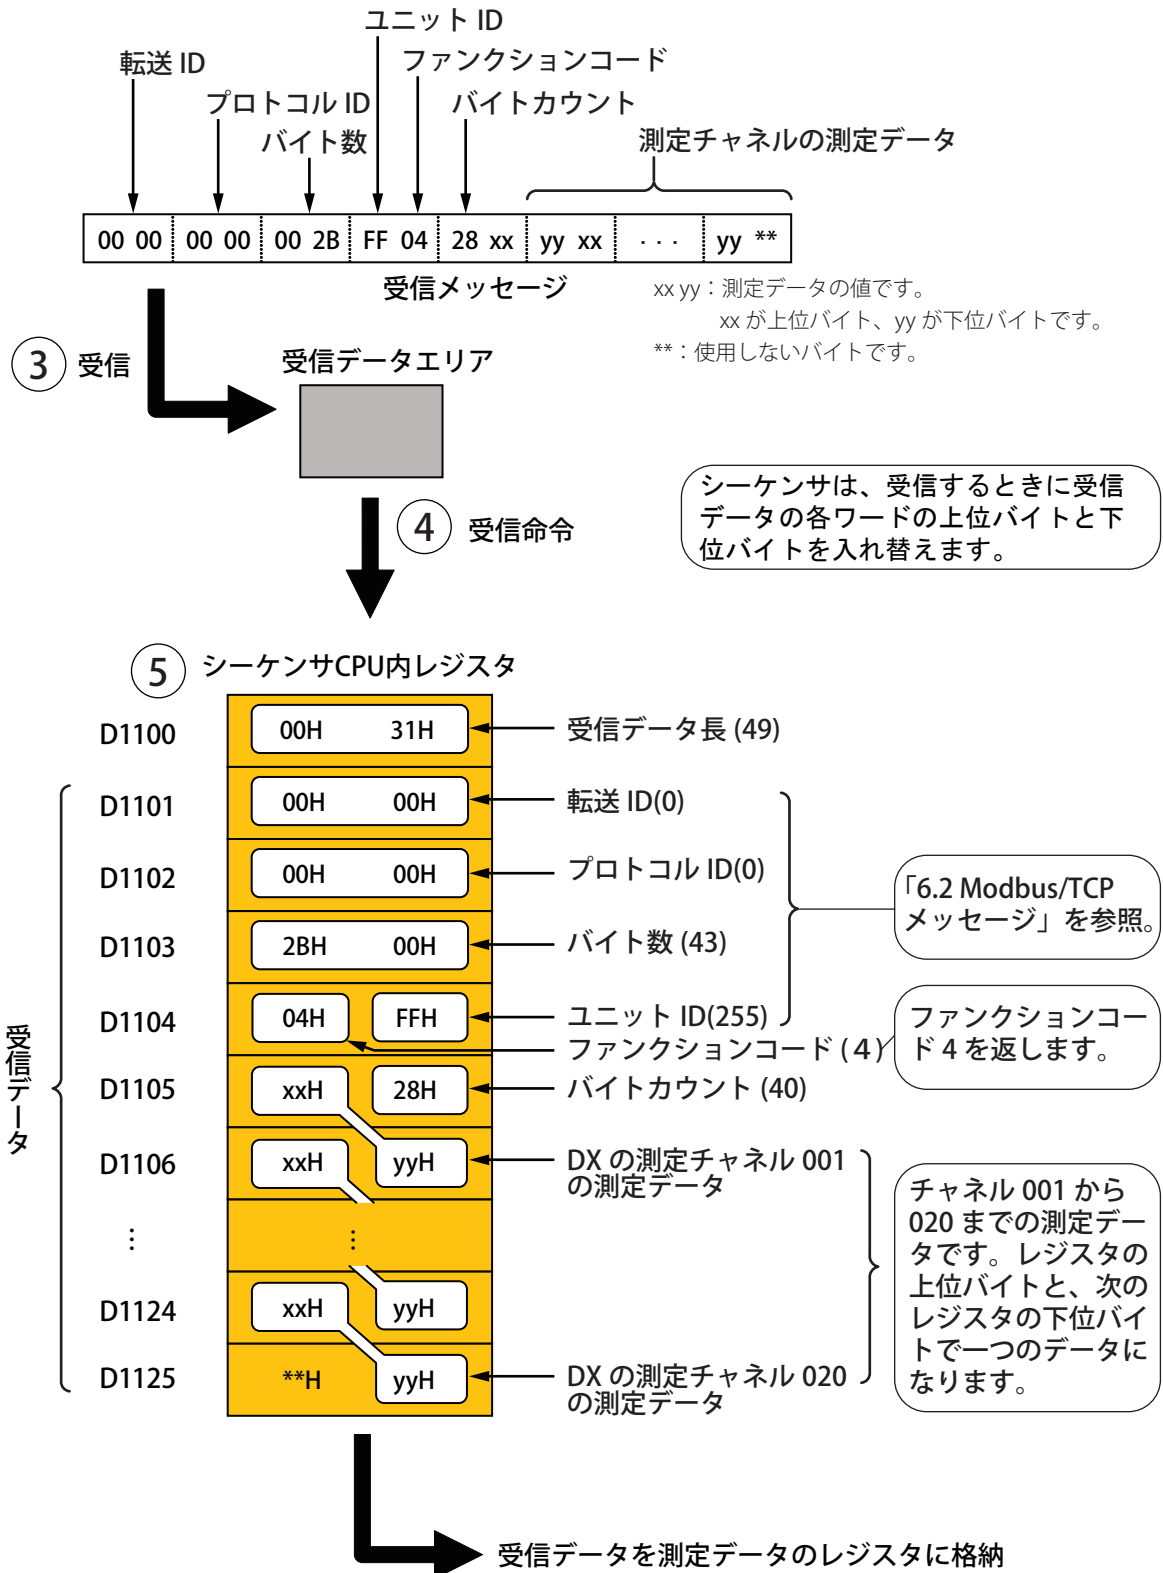 ユニット ID
転送 ID
ファンクションコード
プロトコル ID
バイトカウント
バイト数
測定チャネルの測定データ
00 00 00 00 00 2B FF 04 28 xx yy xx ・・・ yy **
受信メッセージ
xx yy：測定データの値です。
xx が上位バイト、yy が下位バイトです。
**：使用しないバイトです。
③ 受信
受信データエリア
④ 受信命令
シーケンサは、受信するときに受信
データの各ワードの上位バイトと下
位バイトを入れ替えます。
⑤ シーケンサCPU内レジスタ
D1100 00H 31H 受信データ長 (49)
D1101 00H 00H 転送 ID(0)
D1102 00H 00H プロトコル ID(0)
「6.2 Modbus/TCP
メッセージ」を参照。
D1103 2BH 00H バイト数 (43)
D1104 04H FFH ユニット ID(255)
ファンクションコード (４)
ファンクションコー
ド 4 を返します。
受信データ
D1105 xxH 28H バイトカウント (40)
D1106 xxH yyH DX の測定チャネル 001
の測定データ
⋮ ⋮
チャネル 001 から
020 までの測定デー
タです。レジスタの
上位バイトと、次の
レジスタの下位バイ
トで一つのデータに
なります。
D1124 xxH yyH
D1125 **H yyH DX の測定チャネル 020
の測定データ
受信データを測定データのレジスタに格納